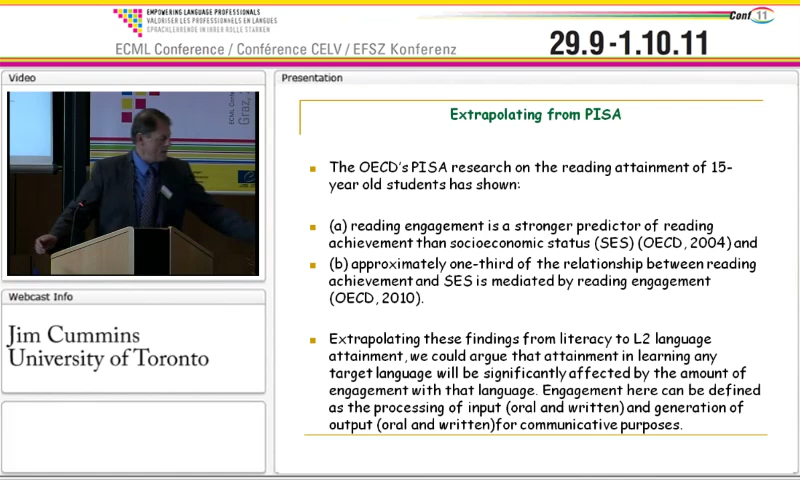 EMPOWERING LANGUAGE PROFESSIONALS
VALORISER LES PROFESSIONNELS EN LANGUES
SPRACHLEHRENDE IN IHRER ROLLE STÄRKEN
ECML Conference / Conférence CELV / EFSZ Konferenz
29.9-1.10.11
Conf 11
Video
Graz,
Webcast Info
Jim Cummins
University of Toronto
Presentation
Extrapolating from PISA
The OECD's PISA research on the reading attainment of 15-
year old students has shown:
(a) reading engagement is a stronger predictor of reading
achievement than socioeconomic status (SES) (OECD, 2004) and
(b) approximately one-third of the relationship between reading
achievement and SES is mediated by reading engagement
(OECD, 2010).
Extrapolating these findings from literacy to L2 language
attainment, we could argue that attainment in learning any
target language will be significantly affected by the amount of
engagement with that language. Engagement here can be defined
as the processing of input (oral and written) and generation of
output (oral and written)for communicative purposes.